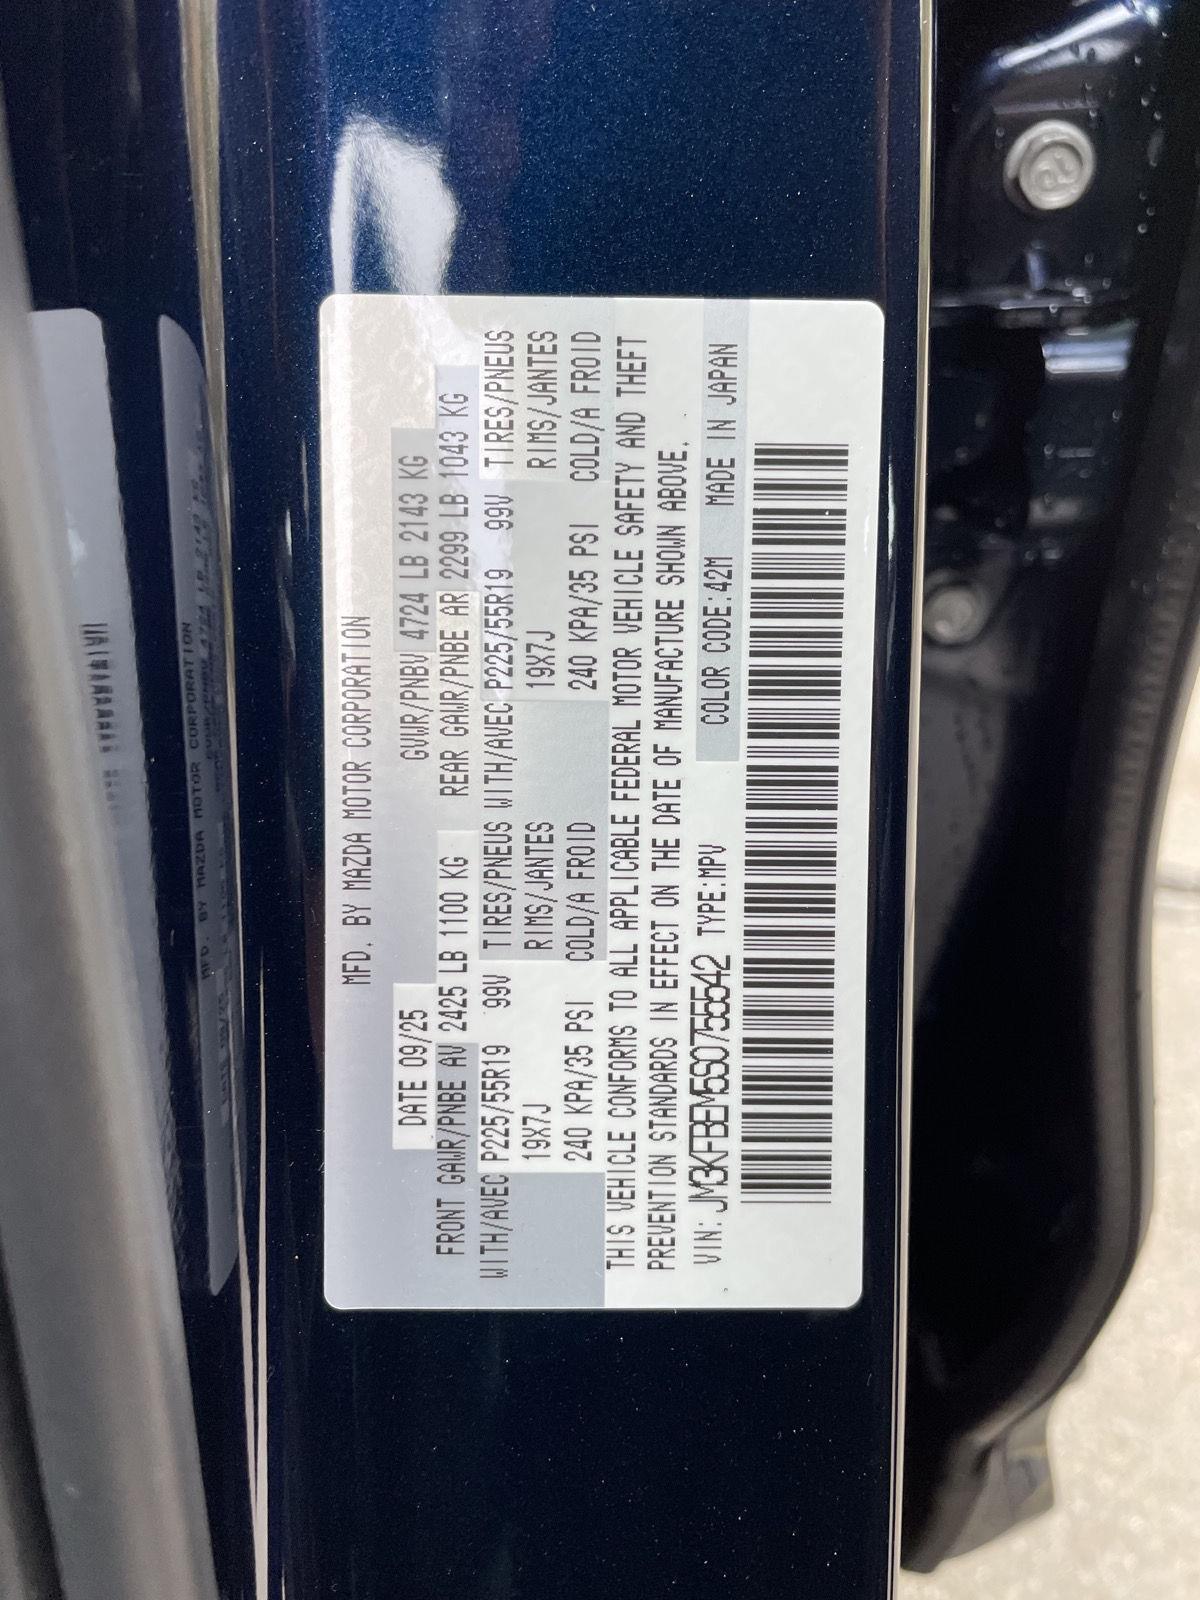 MFD. BY MAZDA MOTOR CORPORATION
DATE 09/25 GVWR/PNBV 4724 LB 2143 KG
FRONT GAWR/PNBE AV 2425 LB 1100 KG REAR GAWR/PNBE AR 2299 LB 1043 KG
WITH/AVEC P225/55R19 99V TIRES/PNEUS WITH/AVEC P225/55R19 99V TIRES/PNEUS
19X7J RIMS/JANTES 19X7J RIMS/JANTES
240 KPA/35 PSI COLD/A FROID 240 KPA/35 PSI COLD/A FROID
THIS VEHICLE CONFORMS TO ALL APPLICABLE FEDERAL MOTOR VEHICLE SAFETY AND THEFT
PREVENTION STANDARDS IN EFFECT ON THE DATE OF MANUFACTURE SHOWN ABOVE.
VIN: JM3KFBEM5S0755542 TYPE:MPV COLOR CODE:42M MADE IN JAPAN